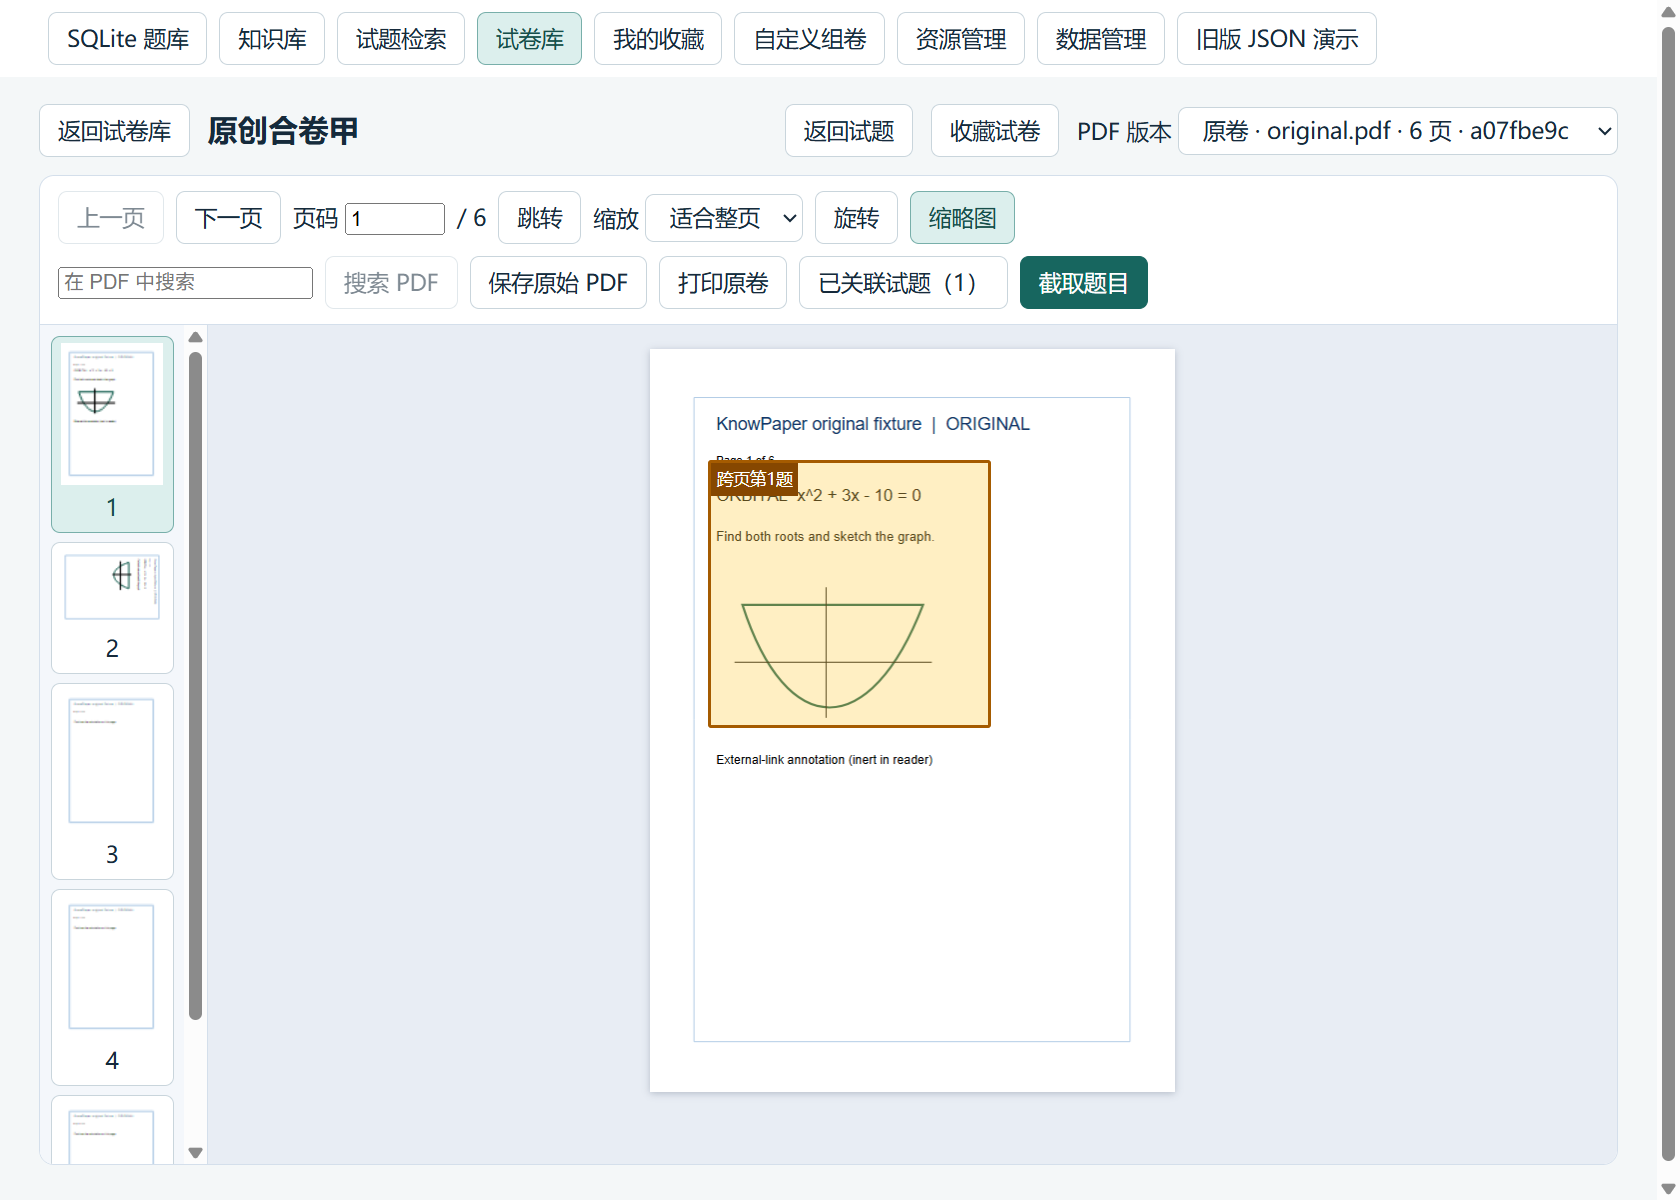 SQLite 题库 知识库 试题检索 试卷库 我的收藏 自定义组卷 资源管理 数据管理 旧版 JSON 演示
返回试卷库 原创合卷甲 返回试题 收藏试卷 PDF 版本 原卷 · original.pdf · 6 页 · a07fbe9c
上一页 下一页 页码 1 / 6 跳转 缩放 适合整页 旋转 缩略图
在 PDF 中搜索 搜索 PDF 保存原始 PDF 打印原卷 已关联试题（1） 截取题目
1
2
3
4
KnowPaper original fixture | ORIGINAL
Page 1 of 6
跨页第1题
ORBITAL x^2 + 3x - 10 = 0
Find both roots and sketch the graph.
External-link annotation (inert in reader)